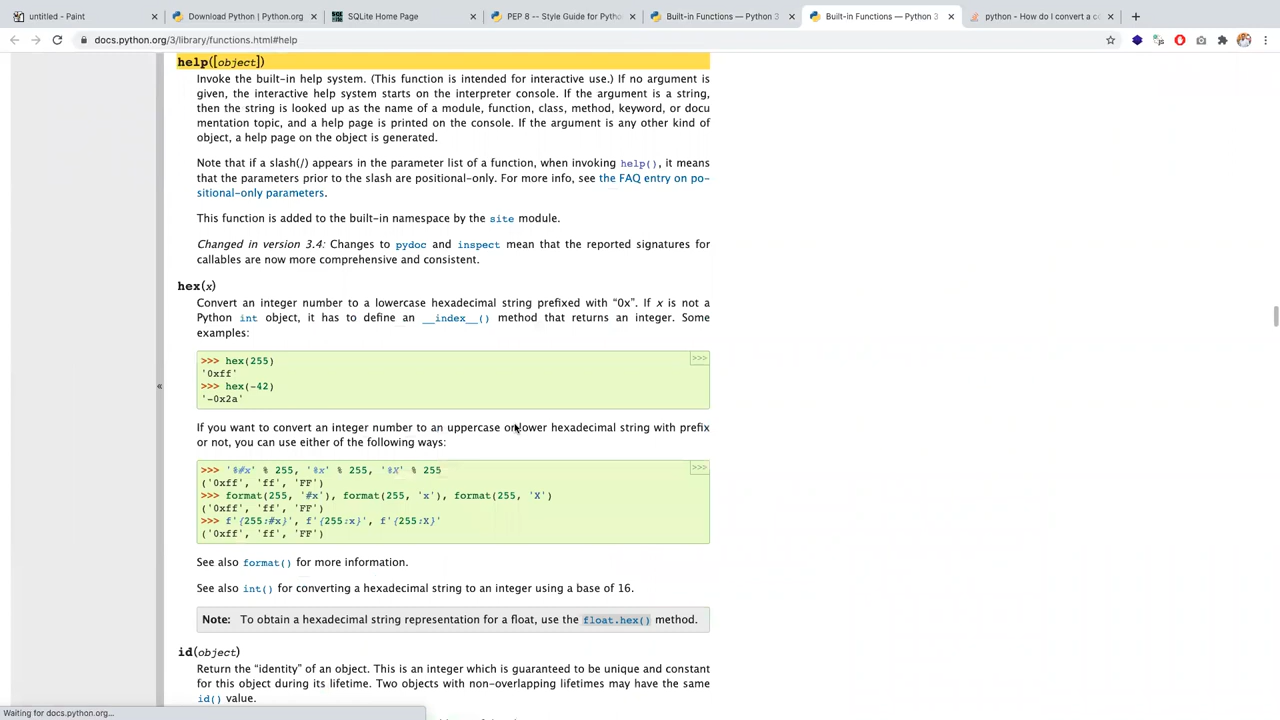 untitled - Paint
Download Python | Python.org
SQLite Home Page
PEP 8 -- Style Guide for Pytho
Built-in Functions — Python 3
Built-in Functions — Python 3
python - How do I convert a c
docs.python.org/3/library/functions.html#help
help([object])
Invoke the built-in help system. (This function is intended for interactive use.) If no argument is
given, the interactive help system starts on the interpreter console. If the argument is a string,
then the string is looked up as the name of a module, function, class, method, keyword, or docu
mentation topic, and a help page is printed on the console. If the argument is any other kind of
object, a help page on the object is generated.
Note that if a slash(/) appears in the parameter list of a function, when invoking help(), it means
that the parameters prior to the slash are positional-only. For more info, see the FAQ entry on po-
sitional-only parameters.
This function is added to the built-in namespace by the site module.
Changed in version 3.4: Changes to pydoc and inspect mean that the reported signatures for
callables are now more comprehensive and consistent.
hex(x)
Convert an integer number to a lowercase hexadecimal string prefixed with “0x”. If x is not a
Python int object, it has to define an __index__() method that returns an integer. Some
examples:
>>> hex(255)
>>>
'0xff'
>>> hex(-42)
'-0x2a'
«
If you want to convert an integer number to an uppercase or lower hexadecimal string with prefix
or not, you can use either of the following ways:
>>> '%#x' % 255, '%x' % 255, '%X' % 255
>>>
('0xff', 'ff', 'FF')
>>> format(255, '#x'), format(255, 'x'), format(255, 'X')
('0xff', 'ff', 'FF')
>>> f'{255:#x}', f'{255:x}', f'{255:X}'
('0xff', 'ff', 'FF')
See also format() for more information.
See also int() for converting a hexadecimal string to an integer using a base of 16.
Note: To obtain a hexadecimal string representation for a float, use the float.hex() method.
id(object)
Return the “identity” of an object. This is an integer which is guaranteed to be unique and constant
for this object during its lifetime. Two objects with non-overlapping lifetimes may have the same
id() value.
Waiting for docs.python.org...